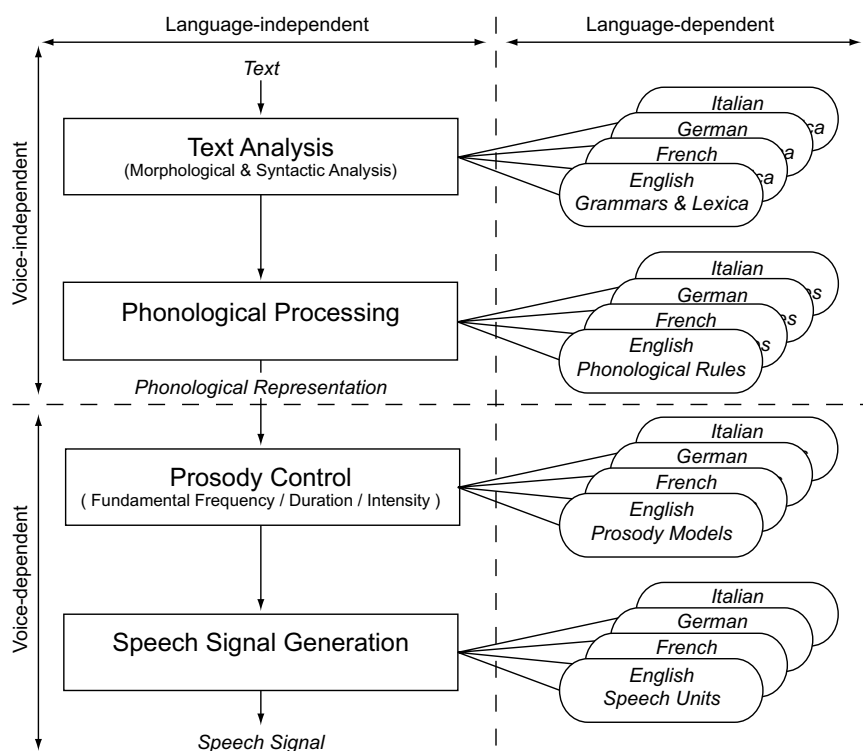 Language-independent
Language-dependent
Voice-independent
Text
Text Analysis
(Morphological & Syntactic Analysis)
Italian
German
French
English
Grammars & Lexica
Phonological Processing
Italian
German
French
English
Phonological Rules
Phonological Representation
Voice-dependent
Prosody Control
( Fundamental Frequency / Duration / Intensity )
Italian
German
French
English
Prosody Models
Speech Signal Generation
Italian
German
French
English
Speech Units
Speech Signal